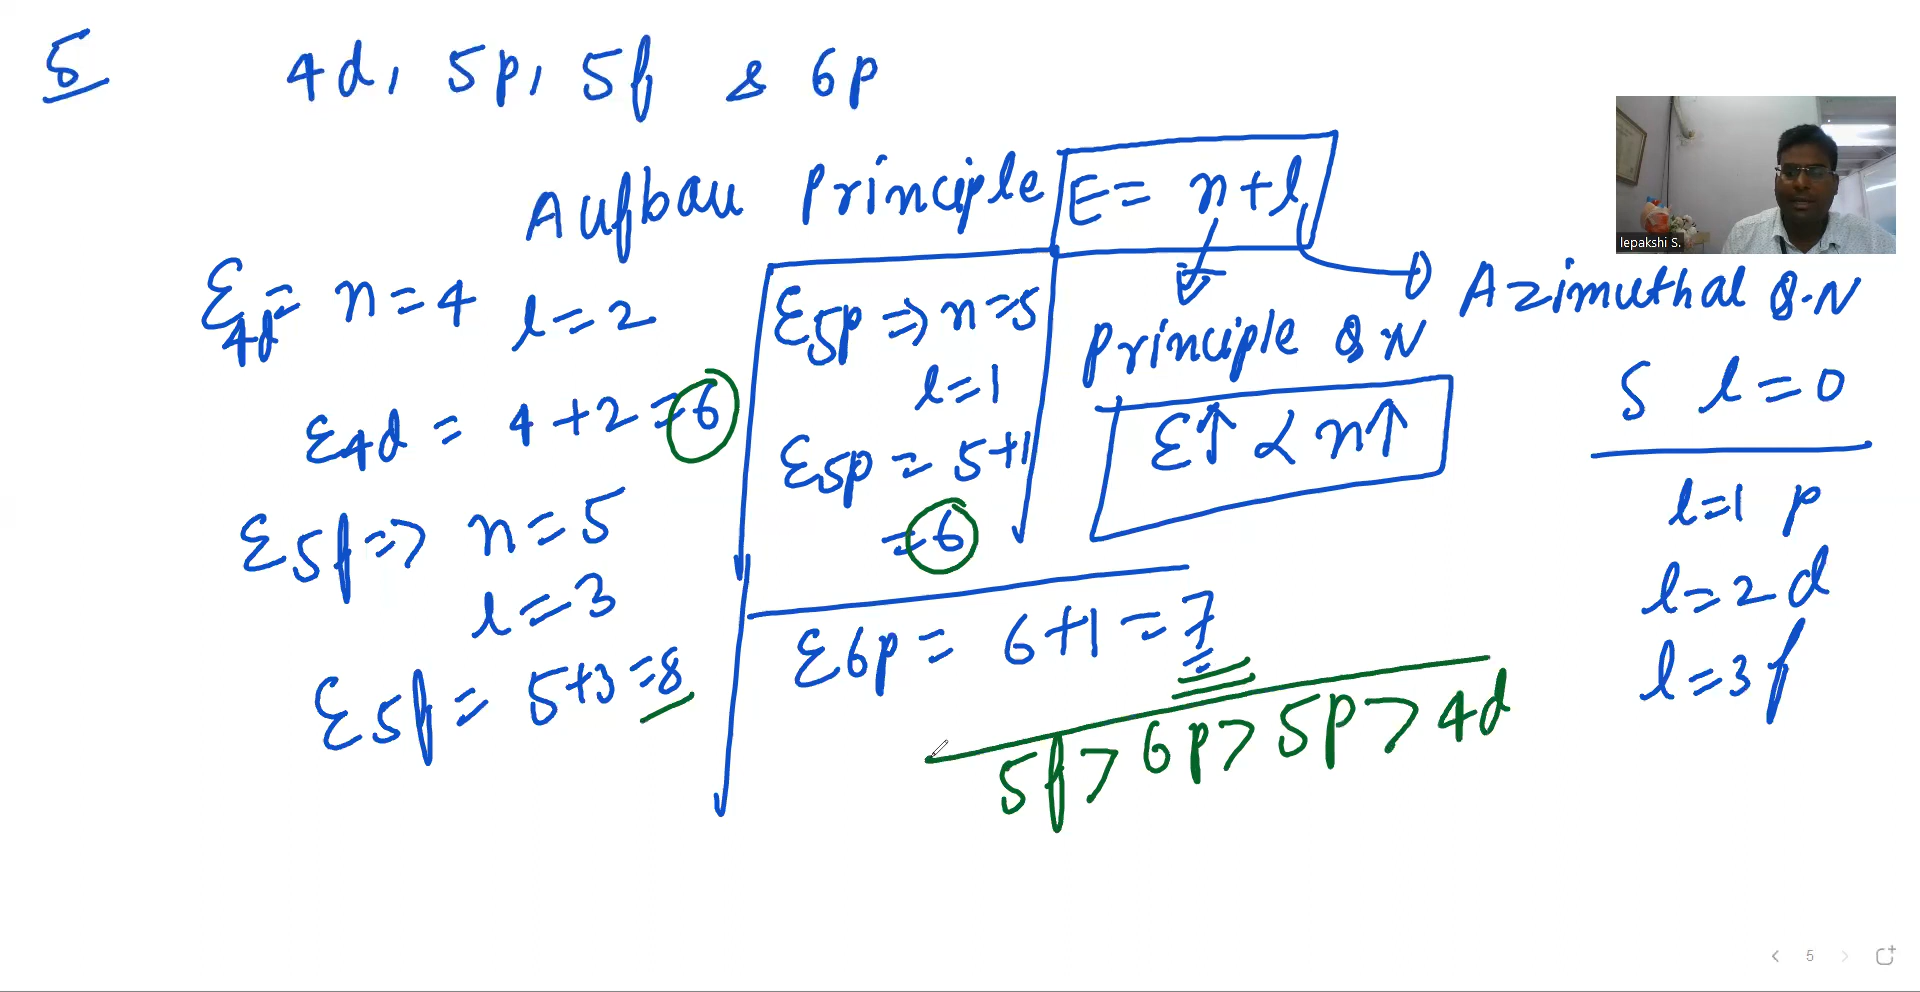 5 4d, 5p, 5f & 6p
Aufbau Principle E = n+l
Azimuthal Q.N
Principle Q N
E↑ ∝ n↑
S l=0
l=1 p
l=2 d
l=3 f
E4d = n=4 l=2
E4d = 4+2=6
E5p => n=5
l=1
E5p = 5+1
=6
E5f => n=5
l=3
E5f = 5+3=8
E6p = 6+1=7
5f>6p>5p>4d
lepakshi S.
5